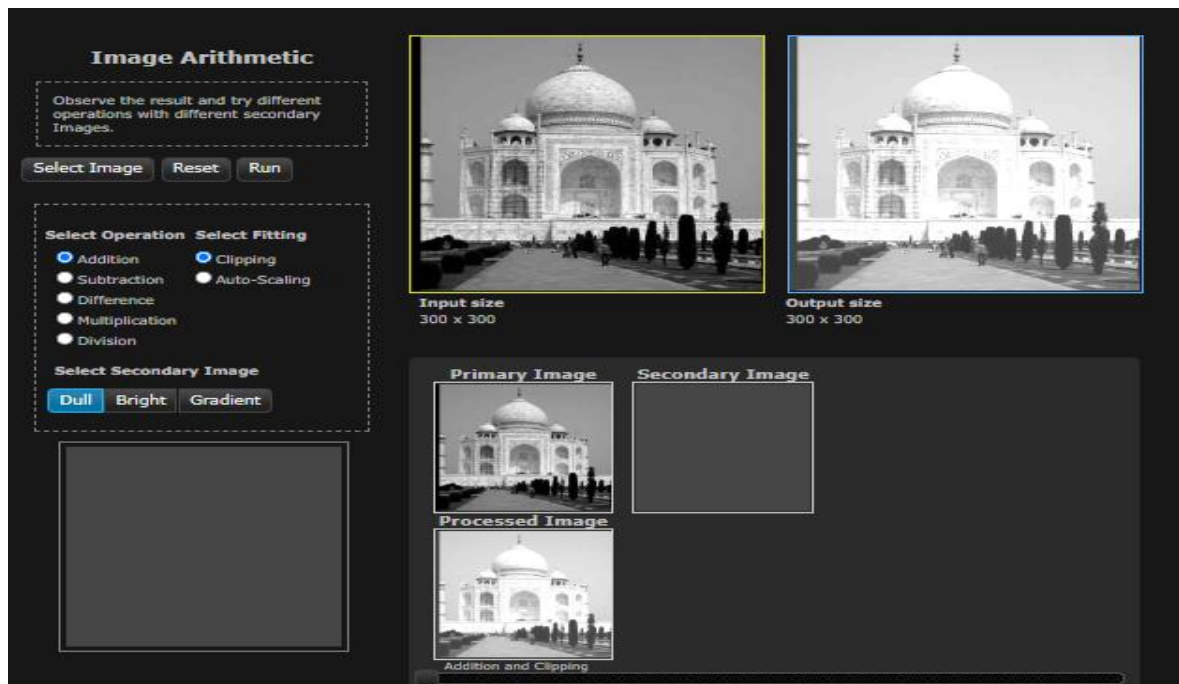 Image Arithmetic
Observe the result and try different
operations with different secondary
Images.
Select Image Reset Run
Select Operation Select Fitting
Addition Clipping
Subtraction Auto-Scaling
Difference
Multiplication
Division
Select Secondary Image
Dull Bright Gradient
Input size
300 x 300
Output size
300 x 300
Primary Image Secondary Image
Processed Image
Addition and Clipping